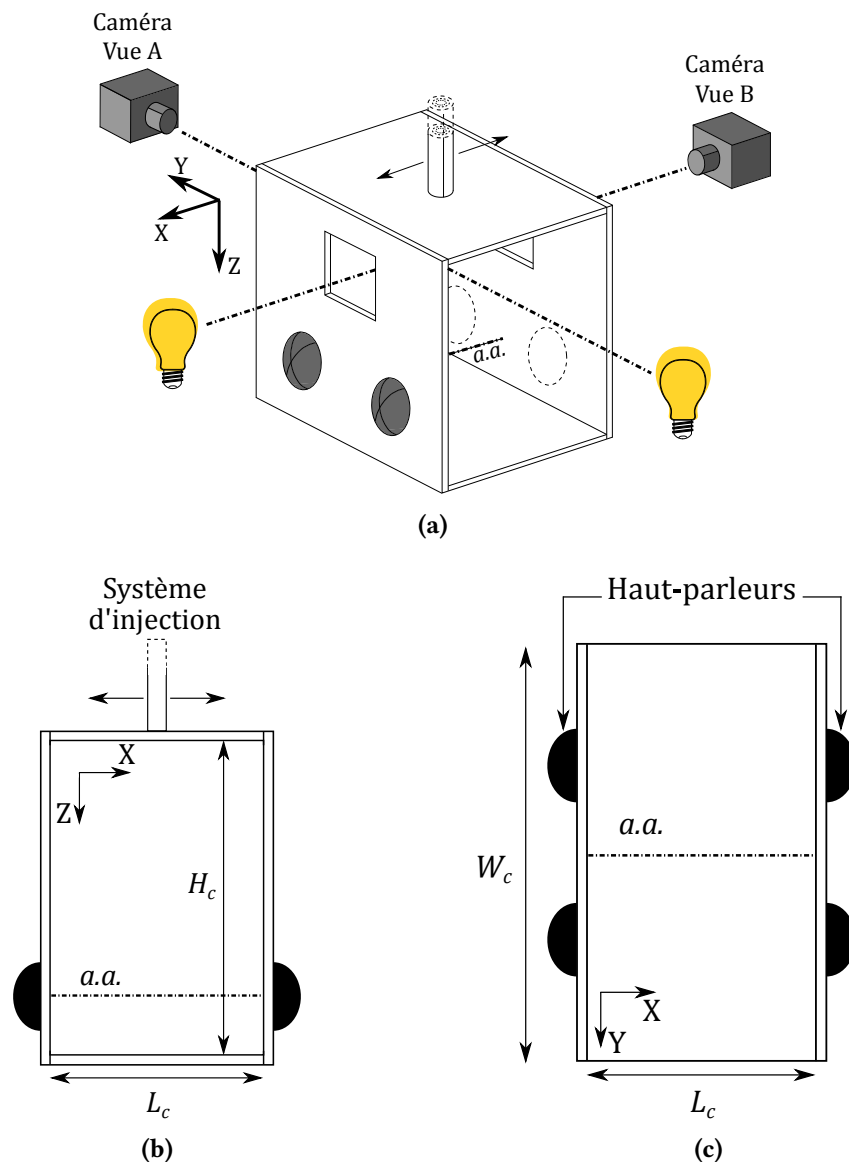 Caméra
Vue A
Caméra
Vue B
Y
X
Z
a.a.
(a)
Système
d'injection
X
Z
H_c
a.a.
L_c
(b)
Haut-parleurs
a.a.
W_c
X
Y
L_c
(c)